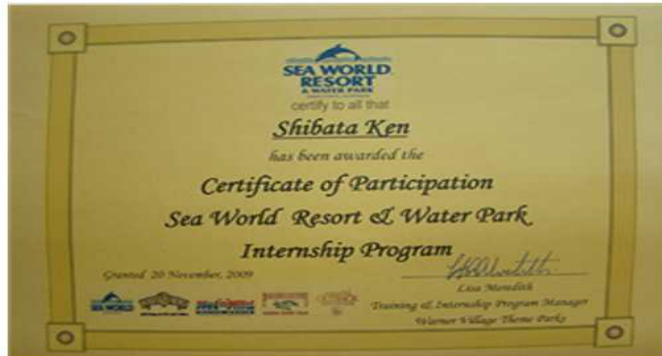 SEA WORLD
RESORT
& WATER PARK
certify to all that
Shibata Ken
has been awarded the
Certificate of Participation
Sea World Resort & Water Park
Internship Program
Granted 20 November, 2009
Lisa Meredith
Training & Internship Program Manager
Warner Village Theme Parks
SEA WORLD